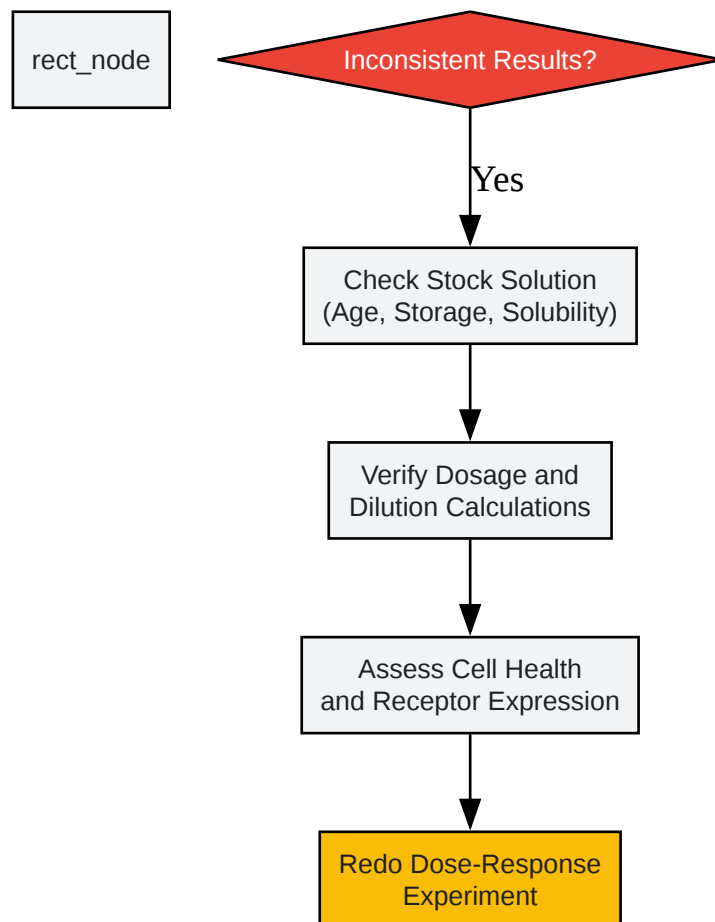 rect_node
Inconsistent Results?
Yes
Check Stock Solution
(Age, Storage, Solubility)
Verify Dosage and
Dilution Calculations
Assess Cell Health
and Receptor Expression
Redo Dose-Response
Experiment